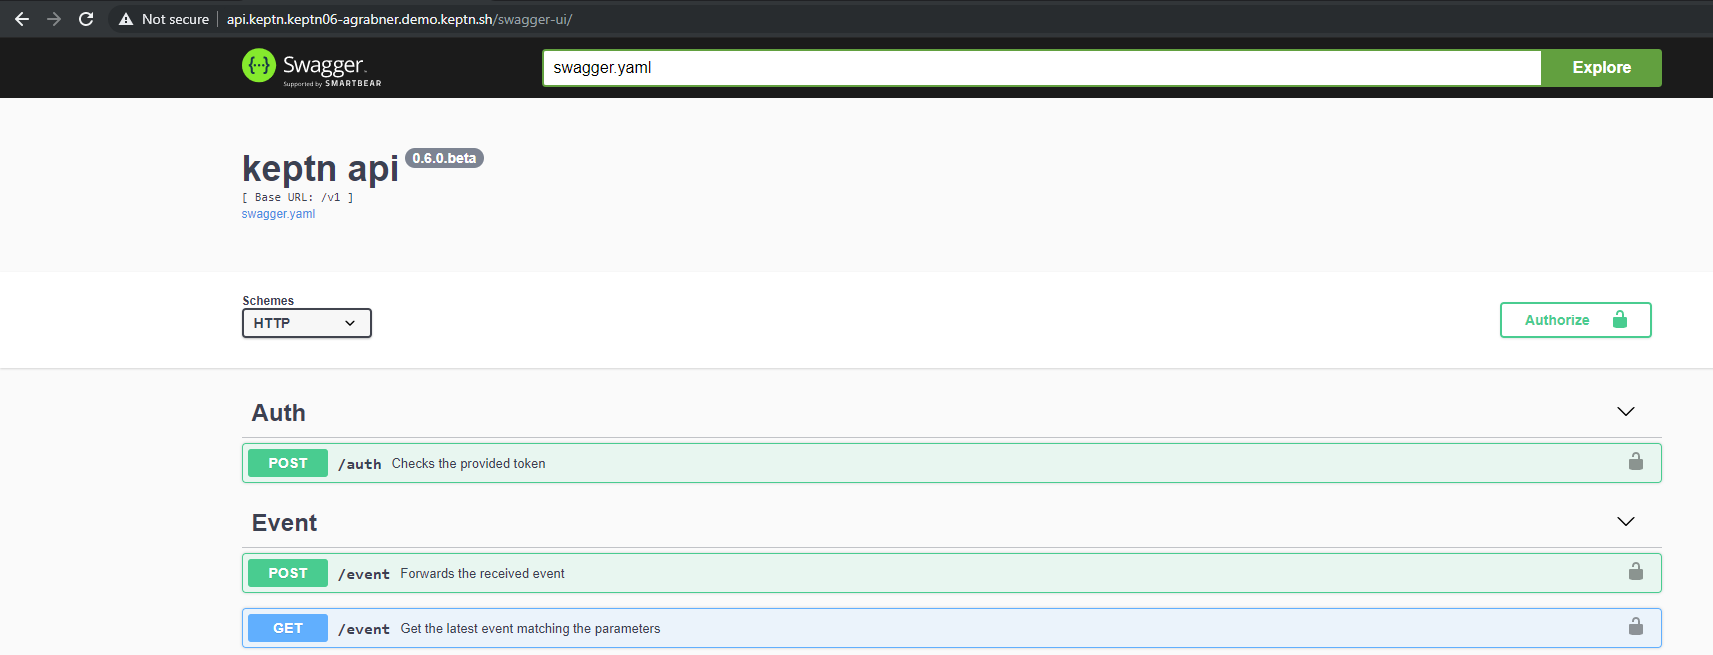 Not secure api.keptn.keptn06-agrabner.demo.keptn.sh/swagger-ui/
Swagger
Supported by SMARTBEAR
swagger.yaml
Explore
keptn api 0.6.0.beta
[ Base URL: /v1 ]
swagger.yaml
Schemes
HTTP
Authorize
Auth
POST /auth Checks the provided token
Event
POST /event Forwards the received event
GET /event Get the latest event matching the parameters